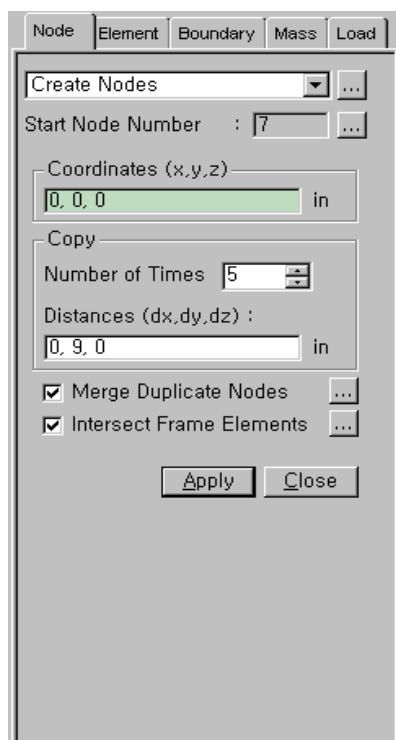 Node Element Boundary Mass Load
Create Nodes ...
Start Node Number : 7 ...
Coordinates (x,y,z)
0, 0, 0 in
Copy
Number of Times 5
Distances (dx,dy,dz) :
0, 9, 0 in
Merge Duplicate Nodes ...
Intersect Frame Elements ...
Apply Close